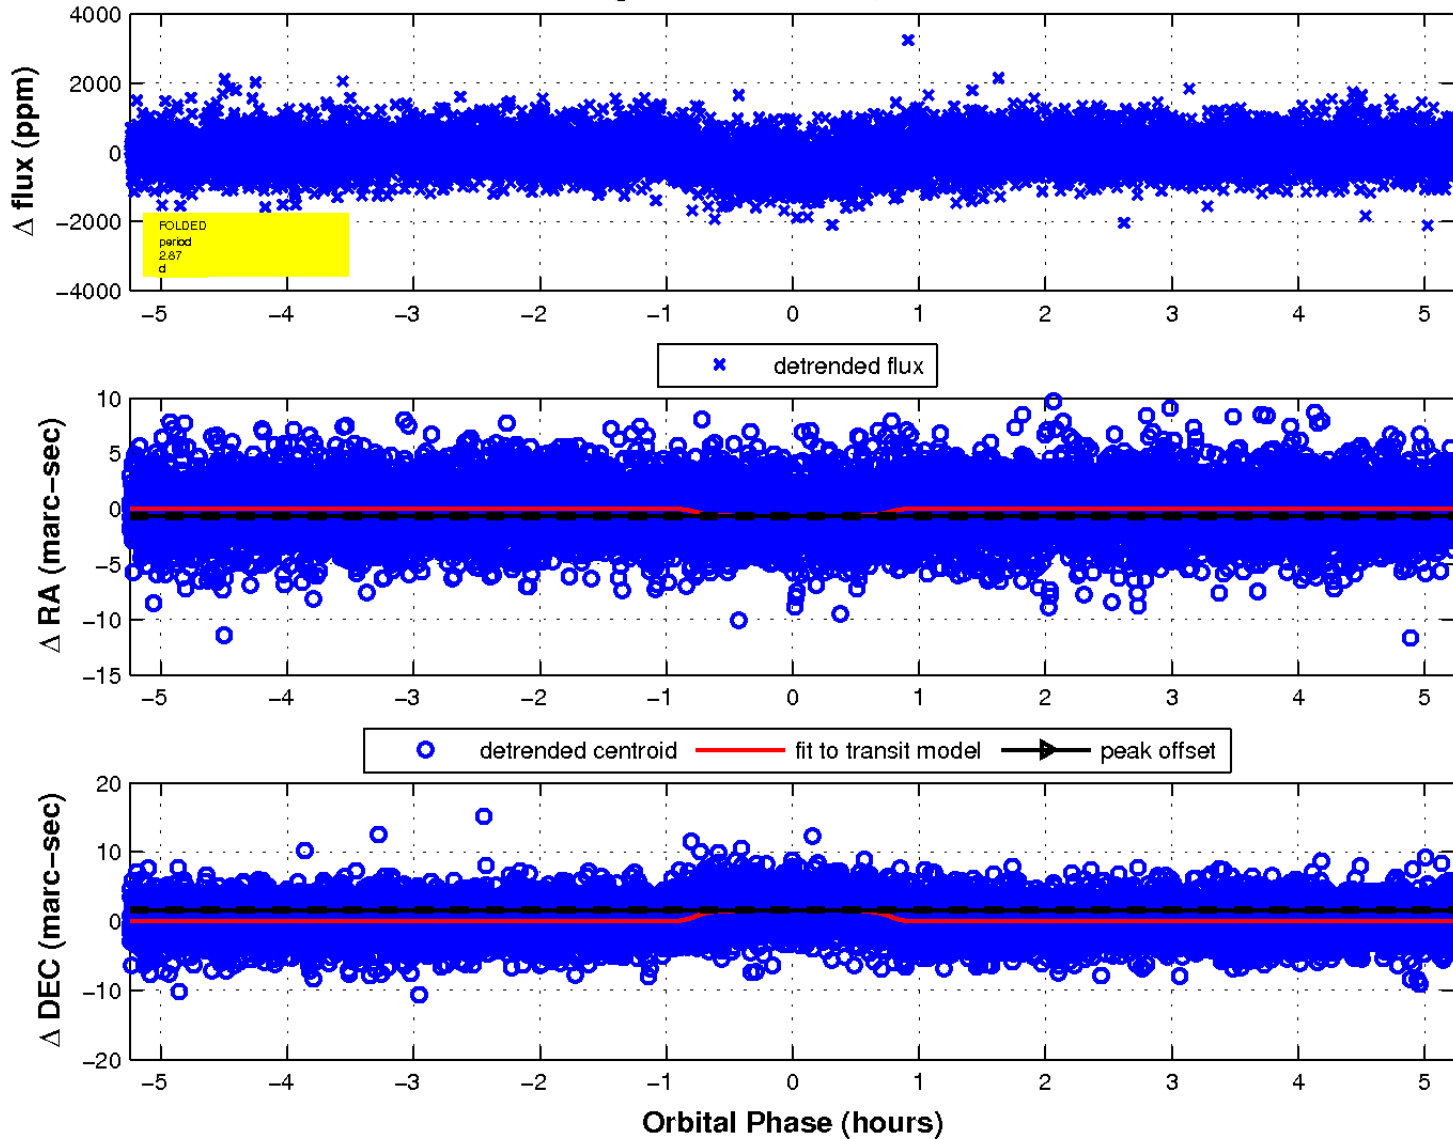 4000
2000
0
−2000
−4000
Δ flux (ppm)
FOLDED
period
2.87
d
−5 −4 −3 −2 −1 0 1 2 3 4 5
detrended flux
10
5
0
−5
−10
−15
Δ RA (marc−sec)
−5 −4 −3 −2 −1 0 1 2 3 4 5
detrended centroid fit to transit model peak offset
20
10
0
−10
−20
Δ DEC (marc−sec)
−5 −4 −3 −2 −1 0 1 2 3 4 5
Orbital Phase (hours)